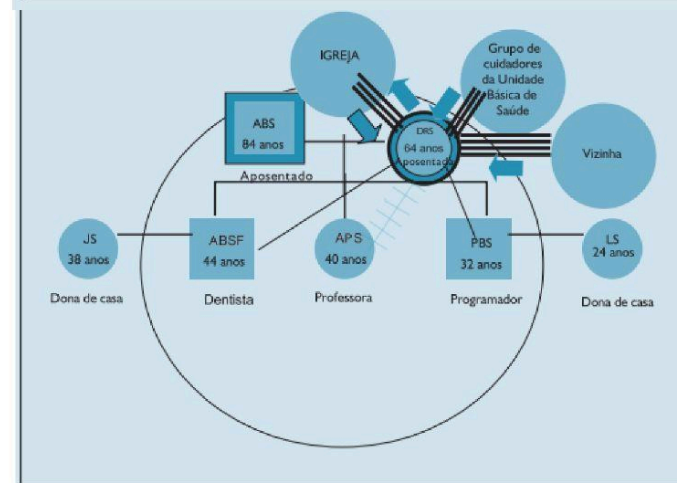 IGREJA
Grupo de
cuidadores
da Unidade
Básica de
Saúde
ABS
84 anos
Aposentado
DRS
64 anos
Aposentada
Vizinha
JS
38 anos
Dona de casa
ABSF
44 anos
Dentista
APS
40 anos
Professora
PBS
32 anos
Programador
LS
24 anos
Dona de casa